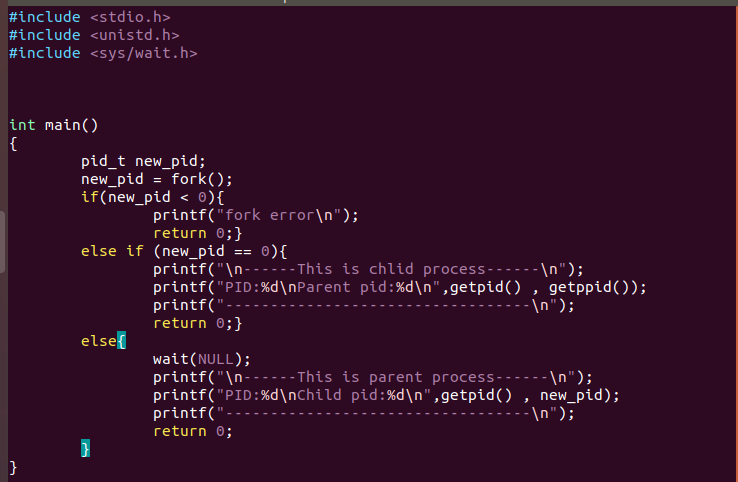 #include <stdio.h>
#include <unistd.h>
#include <sys/wait.h>
int main()
{
        pid_t new_pid;
        new_pid = fork();
        if(new_pid < 0){
                printf("fork error\n");
                return 0;}
        else if (new_pid == 0){
                printf("\n------This is chlid process------\n");
                printf("PID:%d\nParent pid:%d\n",getpid() , getppid());
                printf("----------------------------------\n");
                return 0;}
        else{
                wait(NULL);
                printf("\n------This is parent process------\n");
                printf("PID:%d\nChild pid:%d\n",getpid() , new_pid);
                printf("----------------------------------\n");
                return 0;
        }
}